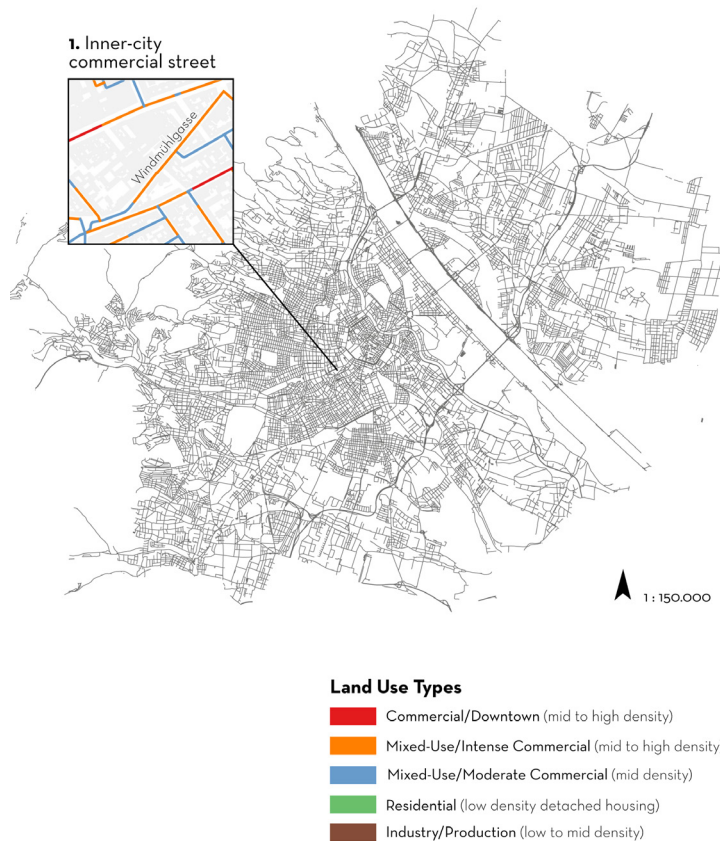 1. Inner-city
commercial street
Windmühlgasse
1 : 150.000
Land Use Types
Commercial/Downtown (mid to high density)
Mixed-Use/Intense Commercial (mid to high density
Mixed-Use/Moderate Commercial (mid density)
Residential (low density detached housing)
Industry/Production (low to mid density)